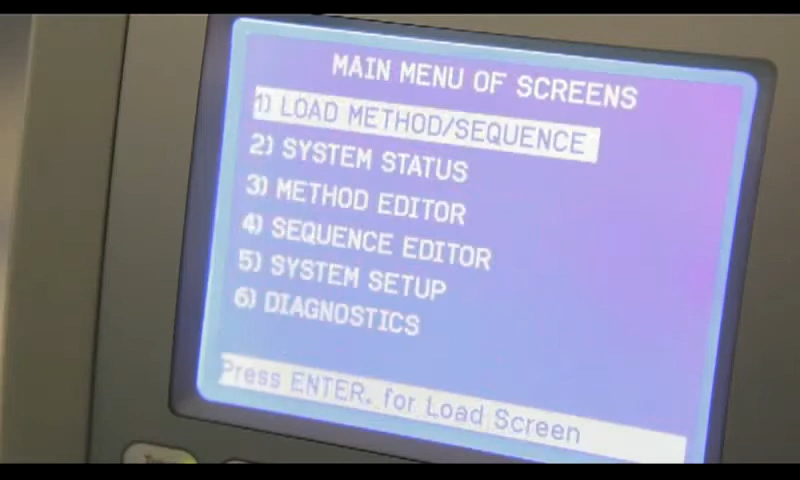 MAIN MENU OF SCREENS
1) LOAD METHOD/SEQUENCE
2) SYSTEM STATUS
3) METHOD EDITOR
4) SEQUENCE EDITOR
5) SYSTEM SETUP
6) DIAGNOSTICS
Press ENTER. for Load Screen